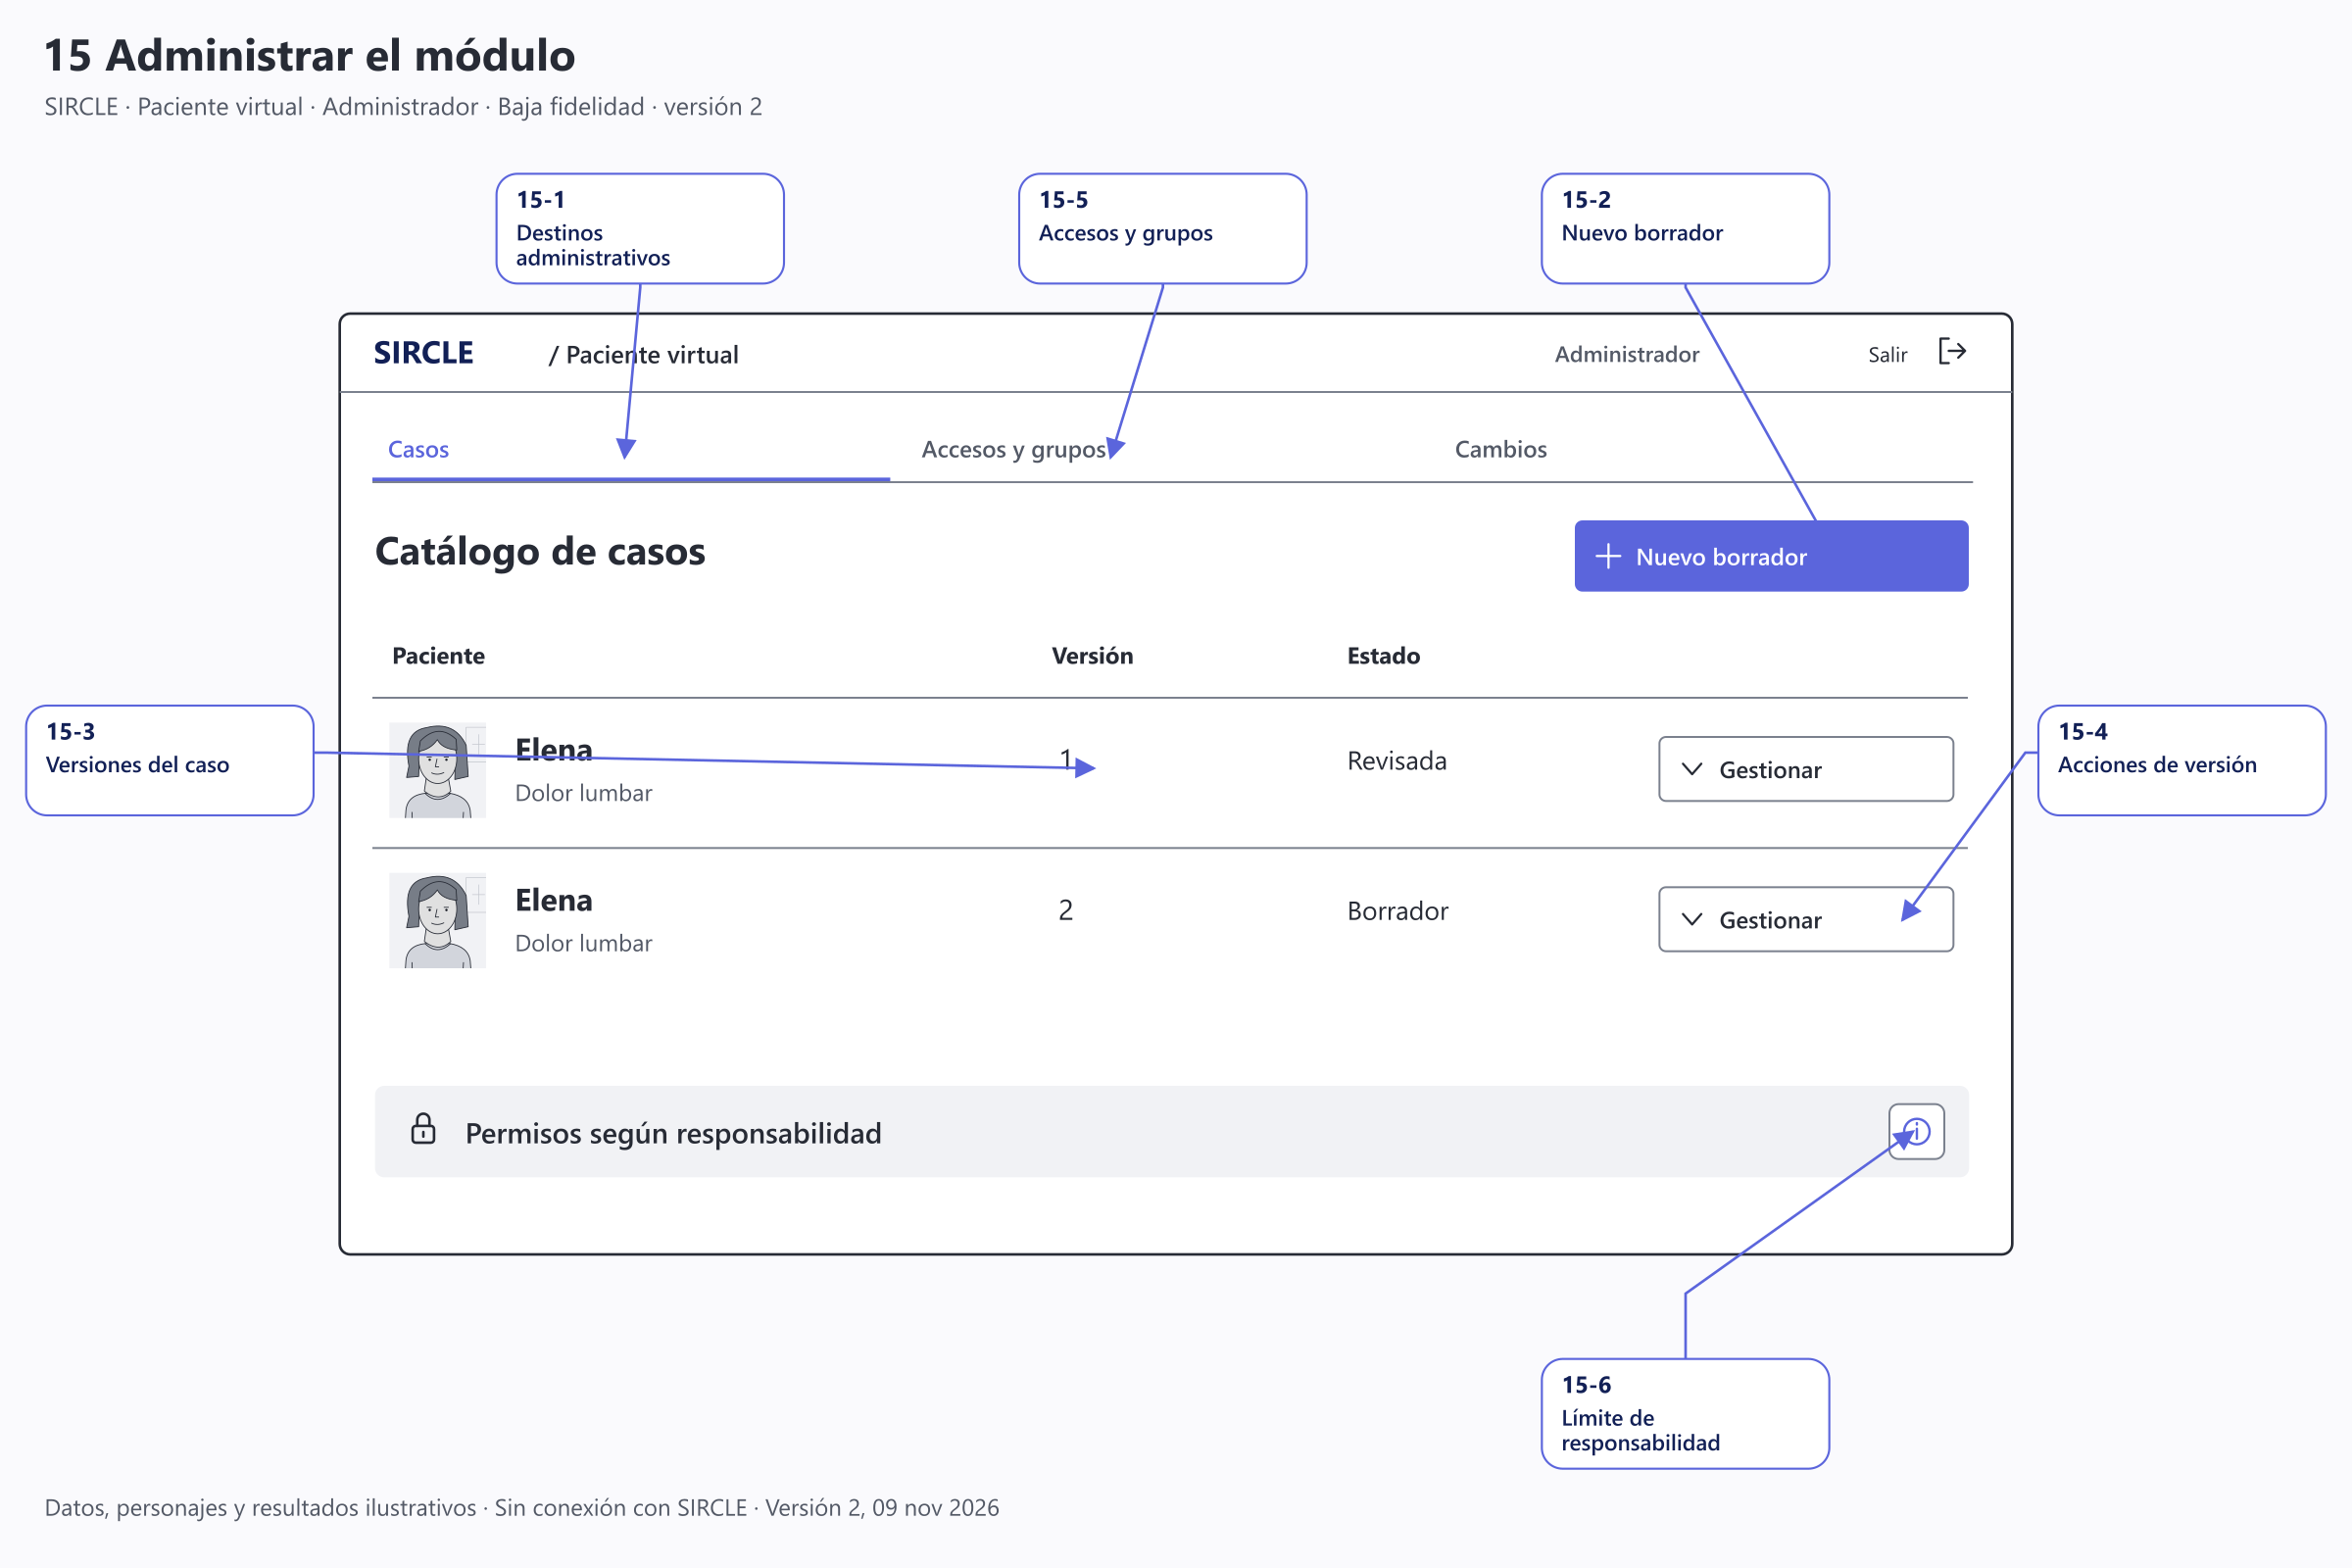 15 Administrar el módulo
SIRCLE · Paciente virtual · Administrador · Baja fidelidad · versión 2
15-1
Destinos
administrativos
15-5
Accesos y grupos
15-2
Nuevo borrador
SIRCLE / Paciente virtual Administrador Salir
Casos Accesos y grupos Cambios
Catálogo de casos
Nuevo borrador
Paciente Versión Estado
15-3
Versiones del caso
Elena 1 Revisada Gestionar
Dolor lumbar
15-4
Acciones de versión
Elena 2 Borrador Gestionar
Dolor lumbar
Permisos según responsabilidad
15-6
Límite de
responsabilidad
Datos, personajes y resultados ilustrativos · Sin conexión con SIRCLE · Versión 2, 09 nov 2026